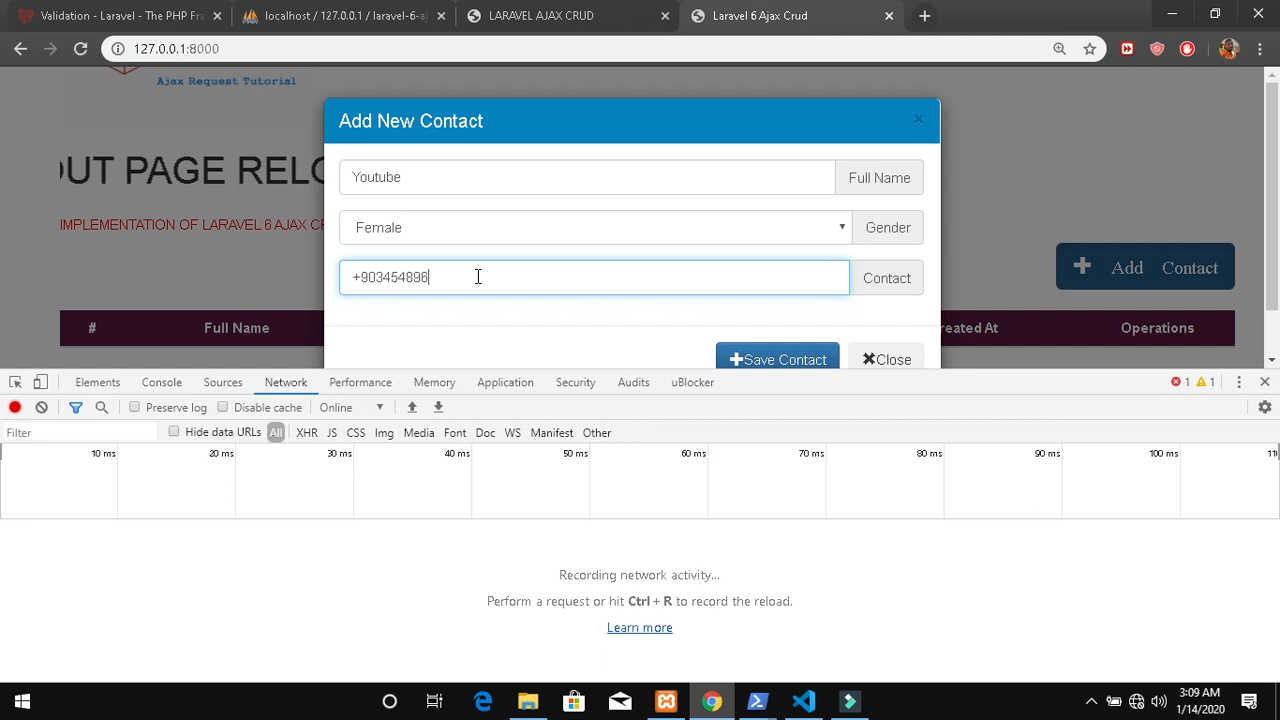 Validation - Laravel - The PHP Fra
localhost / 127.0.0.1 / laravel-6-a
LARAVEL AJAX CRUD
Laravel 6 Ajax Crud
127.0.0.1:8000
Ajax Request Tutorial
OUT PAGE RELO
IMPLEMENTATION OF LARAVEL 6 AJAX CR
Add New Contact
×
Youtube
Full Name
Female
Gender
+903454896
Contact
Save Contact
Close
Add Contact
# Full Name reated At Operations
Elements Console Sources Network Performance Memory Application Security Audits uBlocker 1 1
Preserve log Disable cache Online
Filter Hide data URLs All XHR JS CSS Img Media Font Doc WS Manifest Other
10 ms 20 ms 30 ms 40 ms 50 ms 60 ms 70 ms 80 ms 90 ms 100 ms 11
Recording network activity...
Perform a request or hit Ctrl + R to record the reload.
Learn more
3:09 AM
1/14/2020